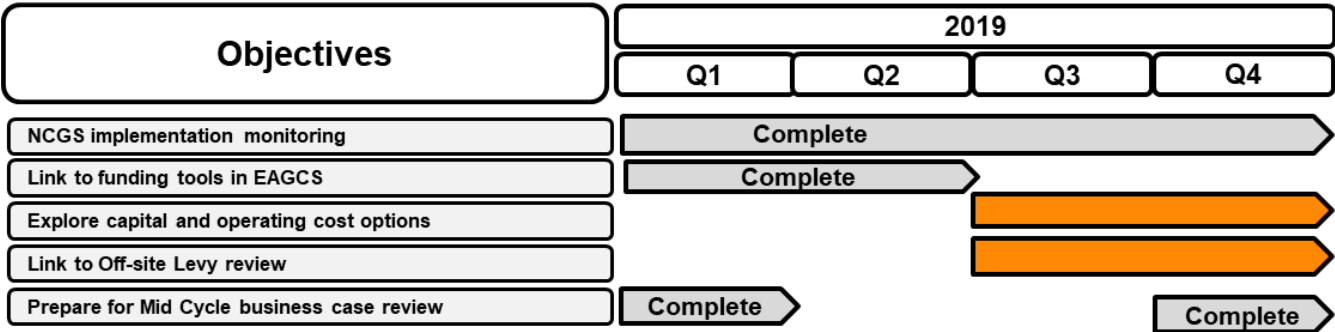 Objectives
2019
Q1 Q2 Q3 Q4
NCGS implementation monitoring Complete
Link to funding tools in EAGCS Complete
Explore capital and operating cost options
Link to Off-site Levy review
Prepare for Mid Cycle business case review Complete Complete